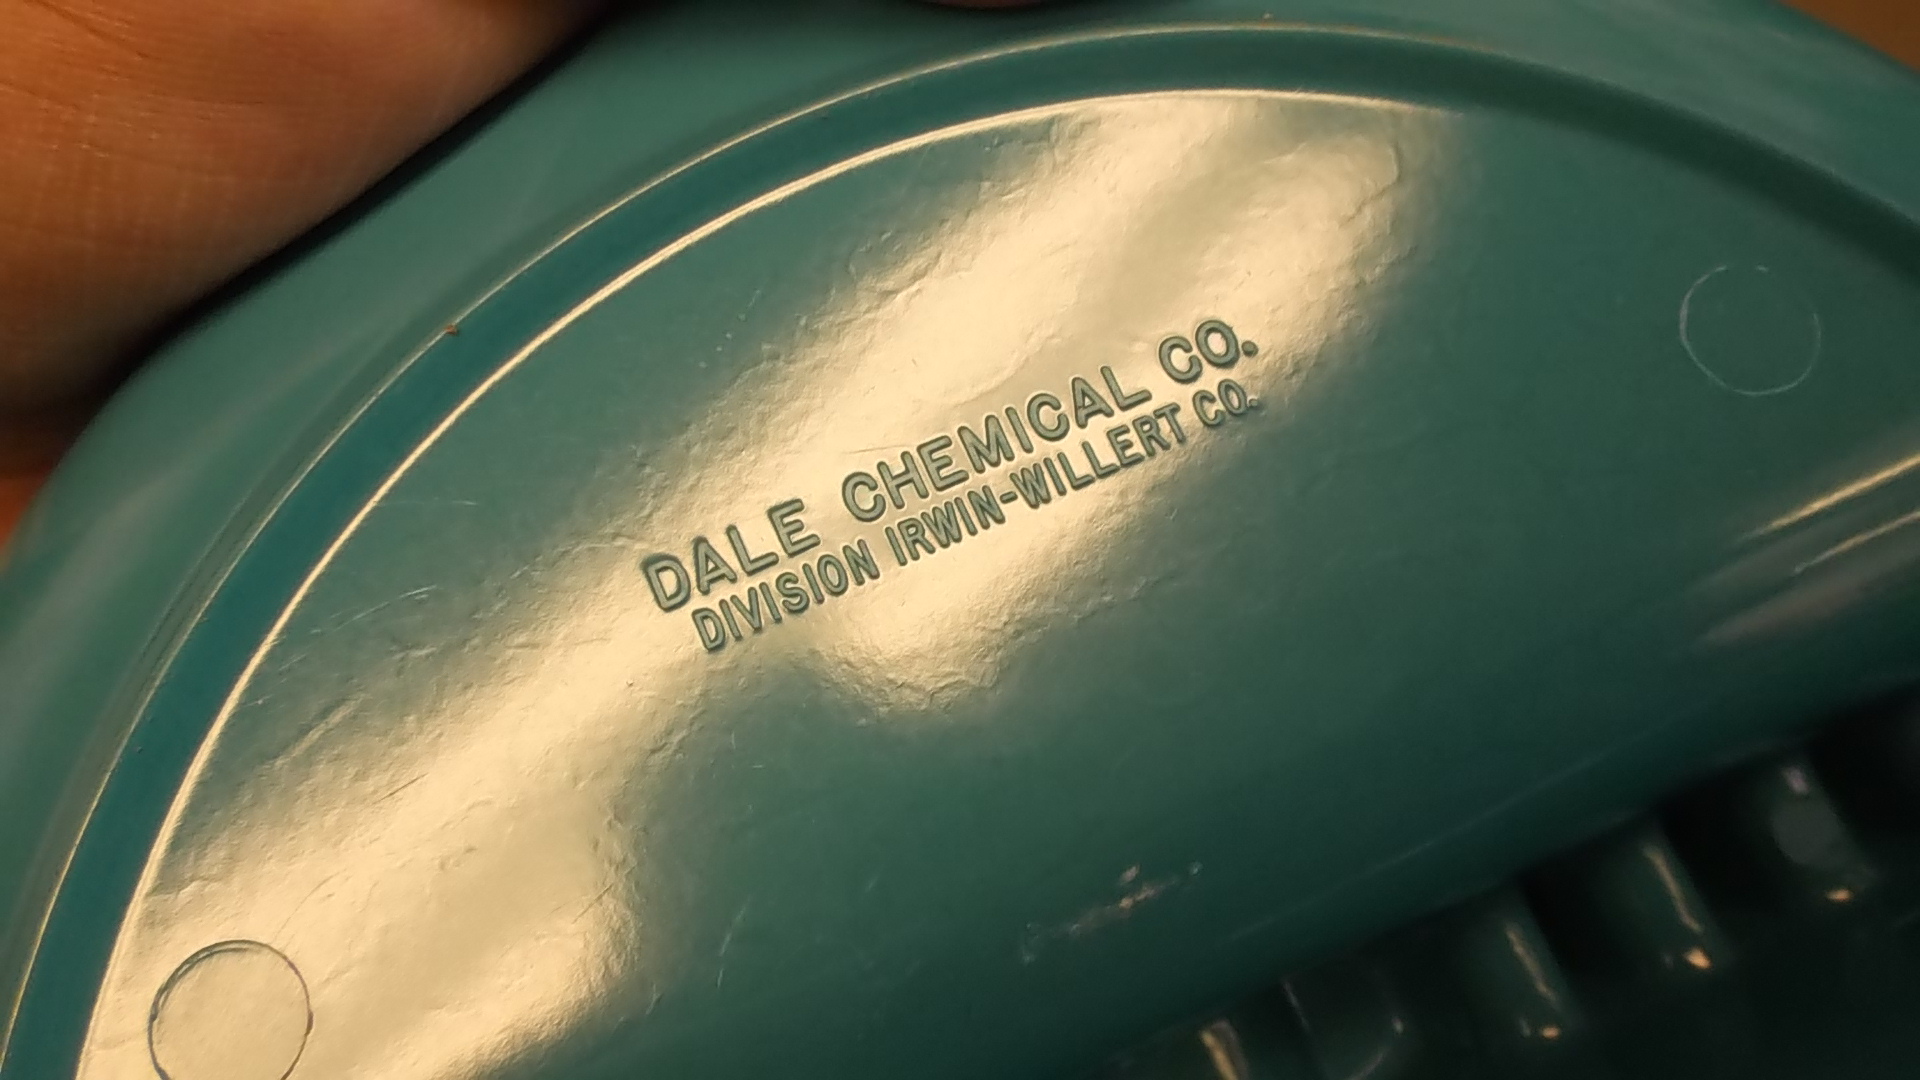 DALE CHEMICAL CO.
DIVISION IRWIN-WILLERT CO.